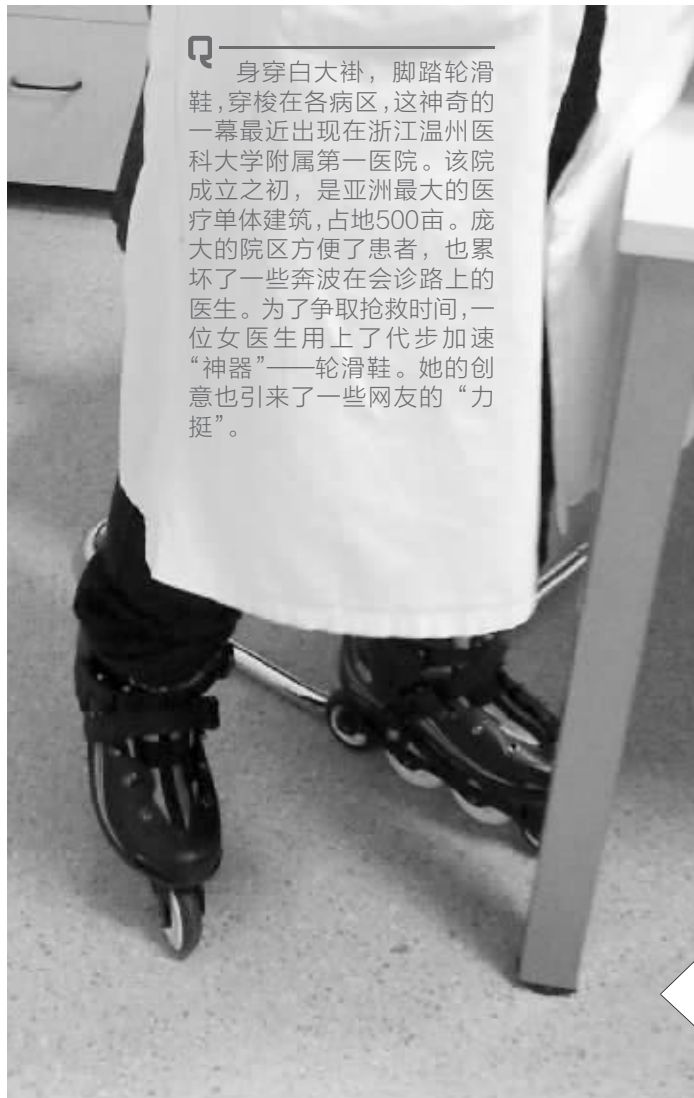 身穿白大褂，脚踏轮滑
鞋，穿梭在各病区，这神奇的
一幕最近出现在浙江温州医
科大学附属第一医院。该院
成立之初，是亚洲最大的医
疗单体建筑，占地500亩。庞
大的院区方便了患者，也累
坏了一些奔波在会诊路上的
医生。为了争取抢救时间，一
位女医生用上了代步加速
“神器”——轮滑鞋。她的创
意也引来了一些网友的“力
挺”。